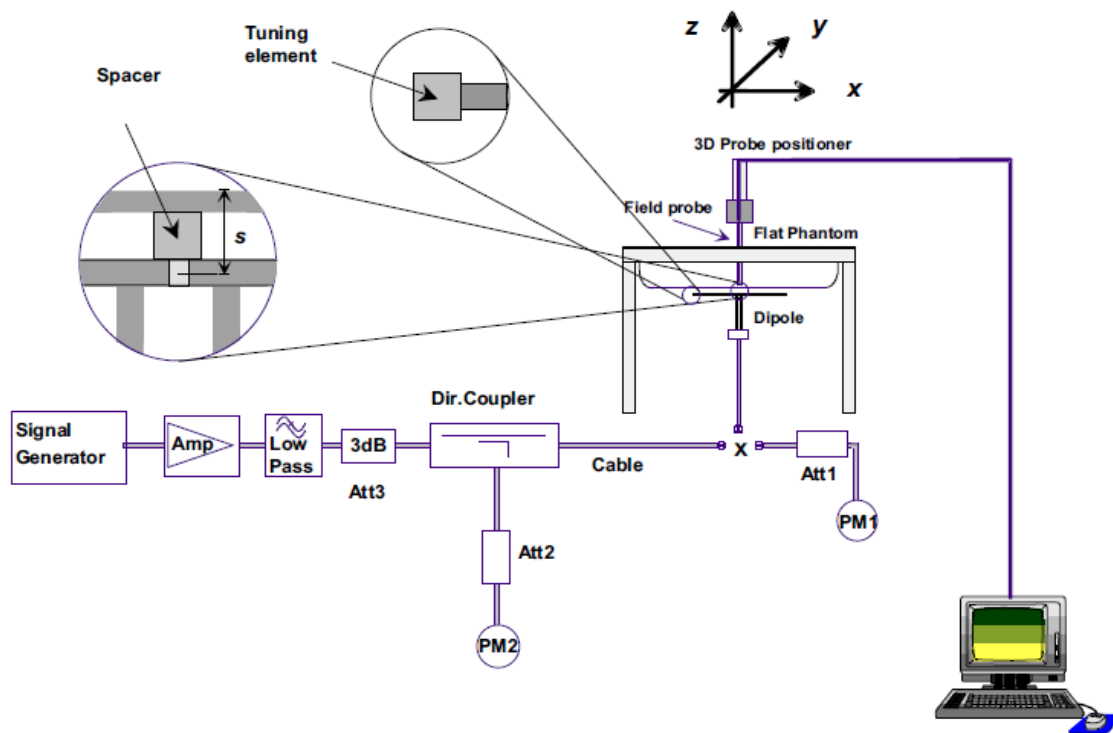 Tuning
element
Spacer
s
z
y
x
3D Probe positioner
Field probe
Flat Phantom
Dipole
Dir.Coupler
Signal
Generator
Amp
Low
Pass
3dB
Att3
Cable
X
Att1
PM1
Att2
PM2